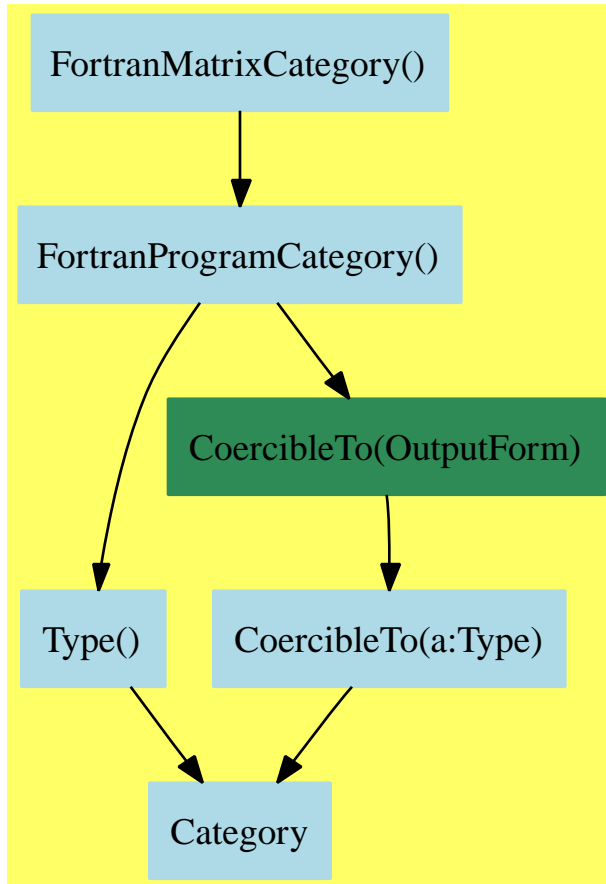 FortranMatrixCategory()
FortranProgramCategory()
CoercibleTo(OutputForm)
Type()
CoercibleTo(a:Type)
Category